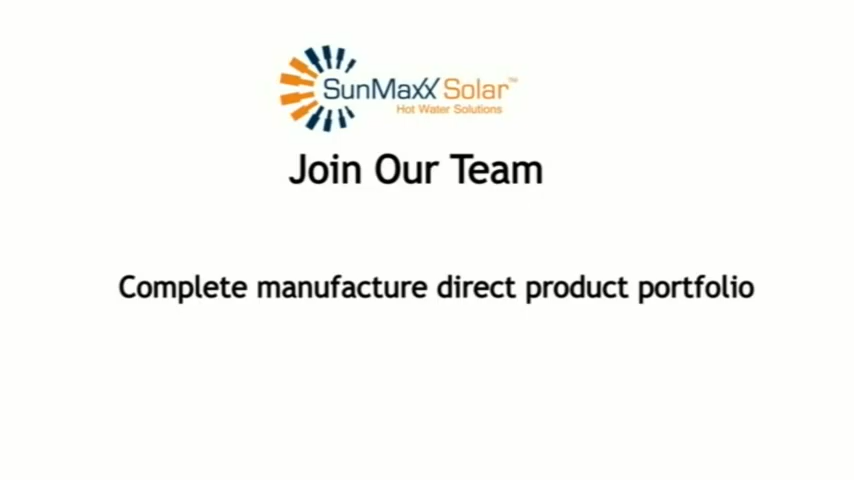 SunMaxx Solar™
Hot Water Solutions
Join Our Team
Complete manufacture direct product portfolio